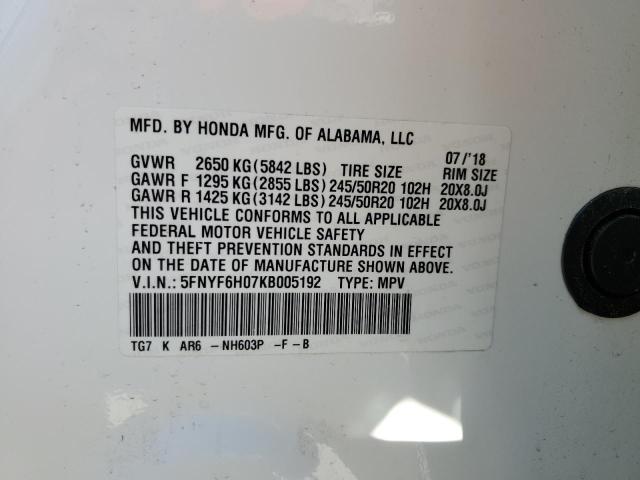 MFD. BY HONDA MFG. OF ALABAMA, LLC
07/'18
GVWR 2650 KG(5842 LBS) TIRE SIZE RIM SIZE
GAWR F 1295 KG(2855 LBS)245/50R20 102H 20X8.0J
GAWR R 1425 KG(3142 LBS)245/50R20 102H 20X8.0J
THIS VEHICLE CONFORMS TO ALL APPLICABLE
FEDERAL MOTOR VEHICLE SAFETY
AND THEFT PREVENTION STANDARDS IN EFFECT
ON THE DATE OF MANUFACTURE SHOWN ABOVE.
V.I.N.: 5FNYF6H07KB005192 TYPE: MPV
TG7 K AR6 -NH603P -F-B